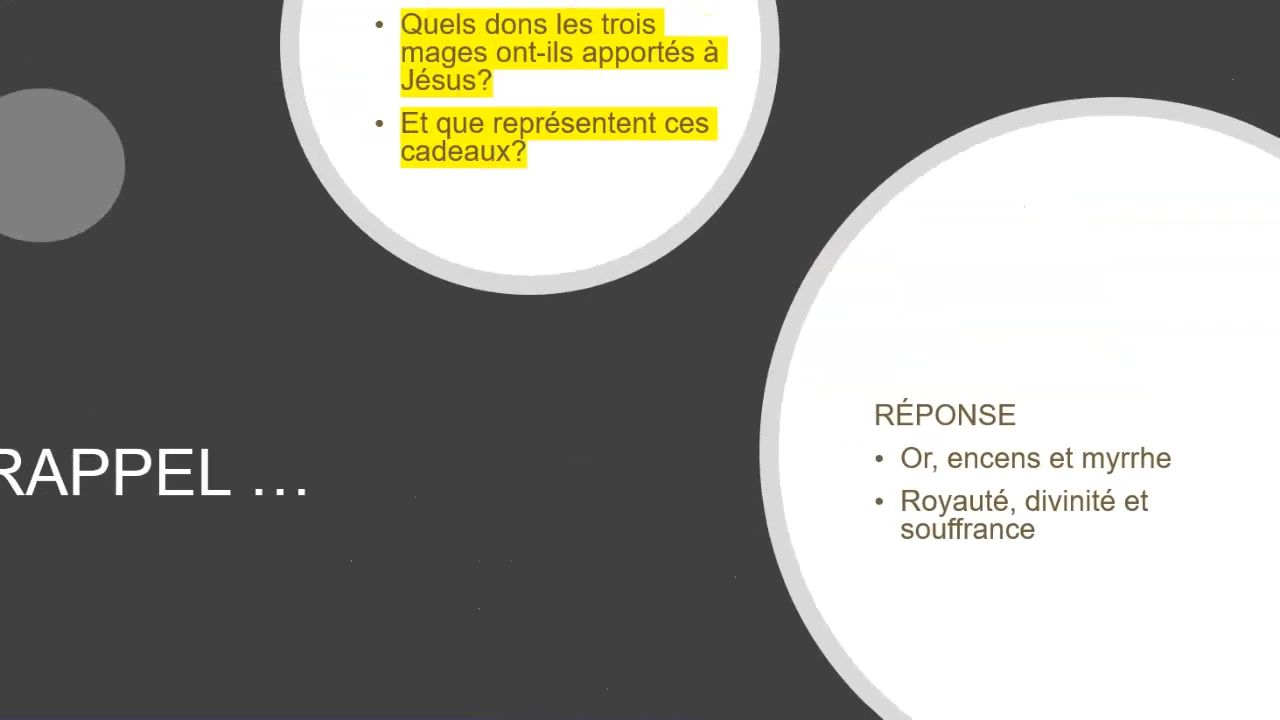 • Quels dons les trois
mages ont-ils apportés à
Jésus?
• Et que représentent ces
cadeaux?
RAPPEL ...
RÉPONSE
• Or, encens et myrrhe
• Royauté, divinité et
souffrance